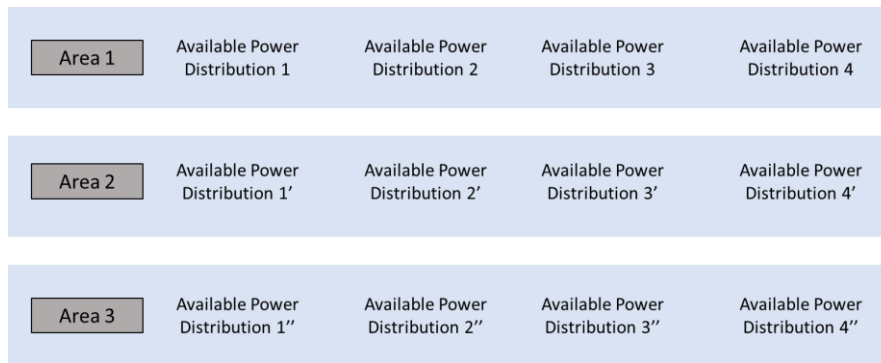 Area 1
Available Power Available Power Available Power Available Power
Distribution 1 Distribution 2 Distribution 3 Distribution 4
Area 2
Available Power Available Power Available Power Available Power
Distribution 1’ Distribution 2’ Distribution 3’ Distribution 4’
Area 3
Available Power Available Power Available Power Available Power
Distribution 1’’ Distribution 2’’ Distribution 3’’ Distribution 4’’